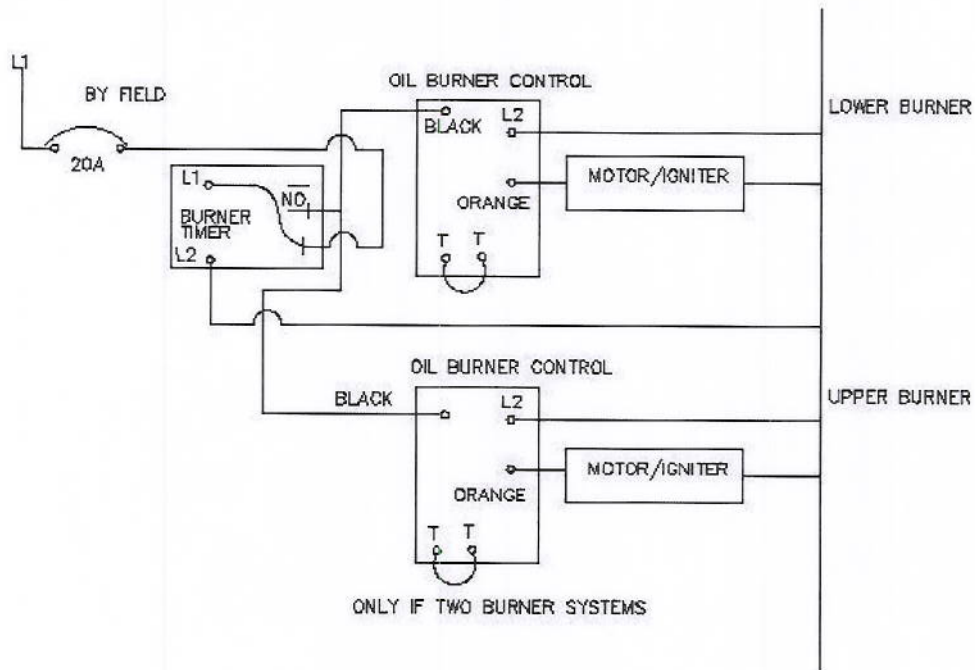 L1
BY FIELD
20A
OIL BURNER CONTROL
BLACK
L2
LOWER BURNER
MOTOR/IGNITER
ORANGE
T T
L1
NO
BURNER
TIMER
L2
OIL BURNER CONTROL
BLACK
L2
UPPER BURNER
MOTOR/IGNITER
ORANGE
T T
ONLY IF TWO BURNER SYSTEMS